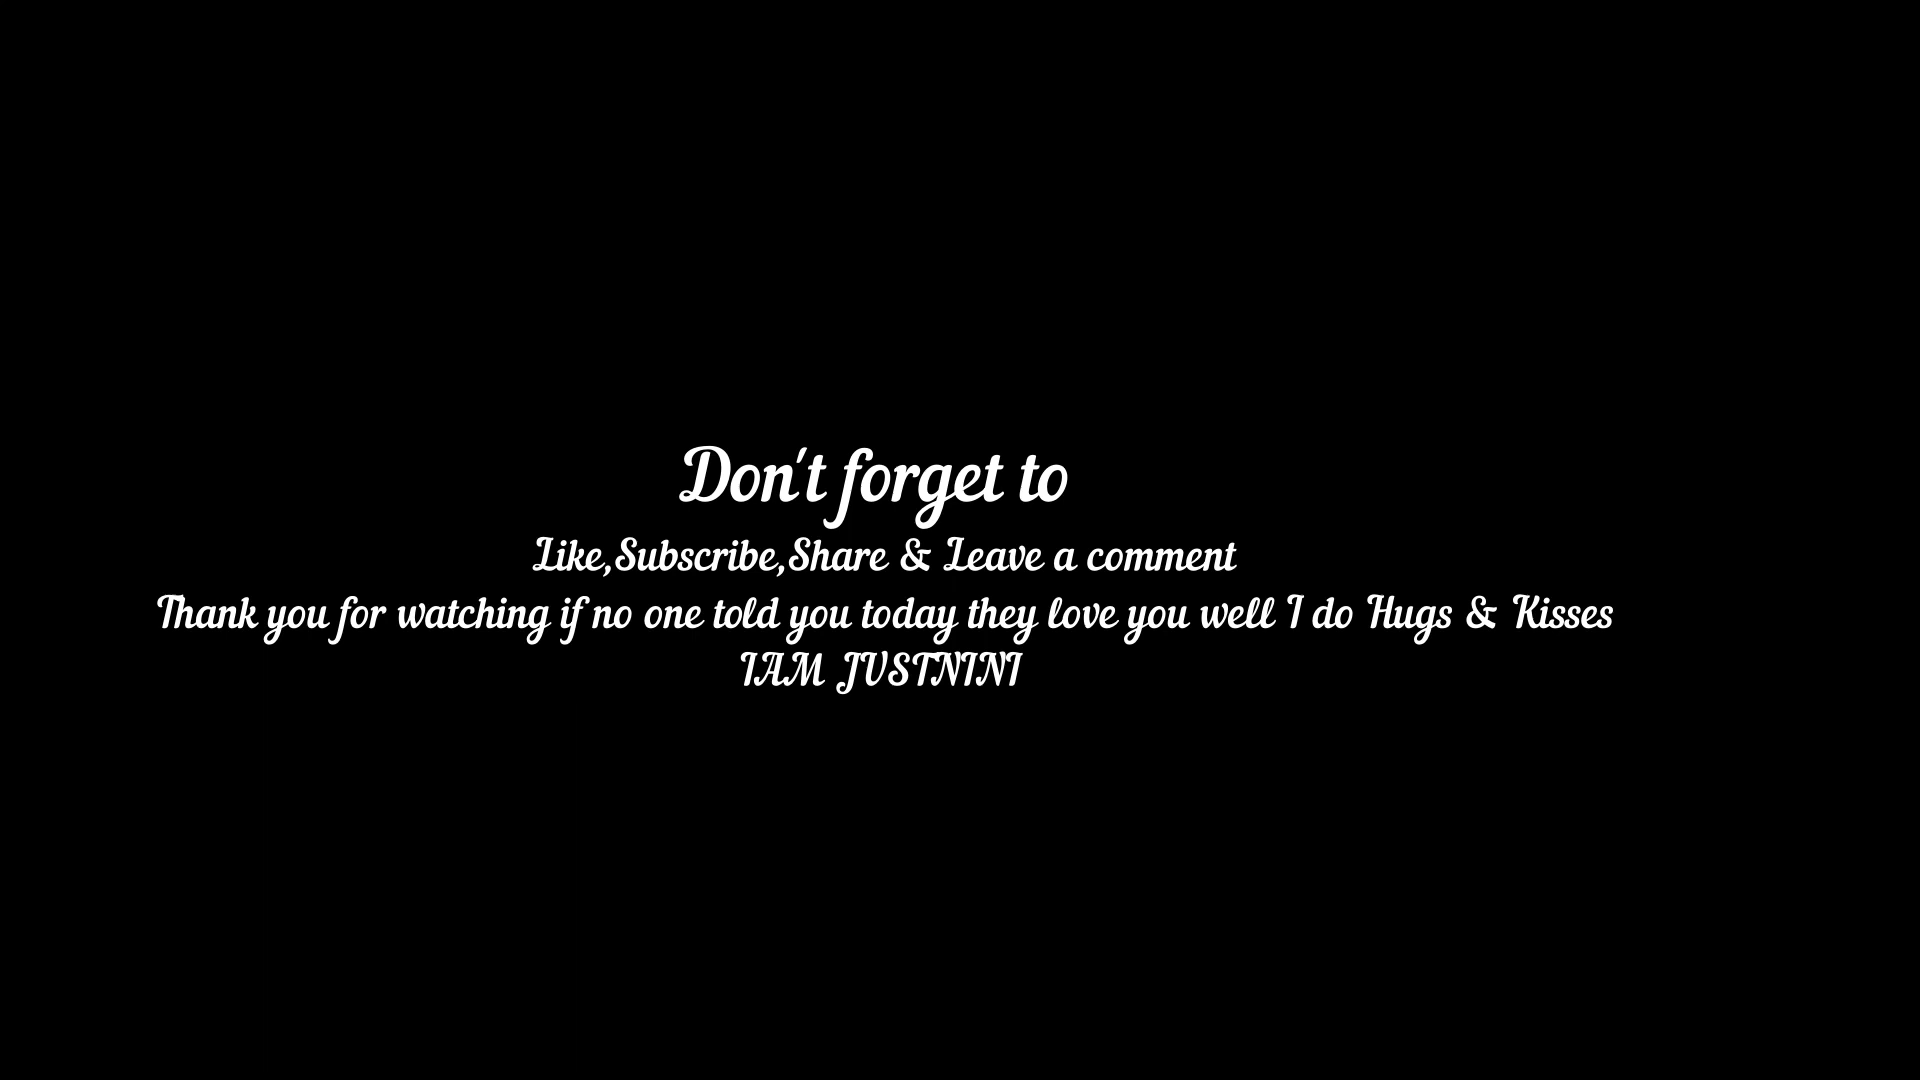 Don't forget to
Like,Subscribe,Share & Leave a comment
Thank you for watching if no one told you today they love you well I do Hugs & Kisses
IAM JUSTNINI